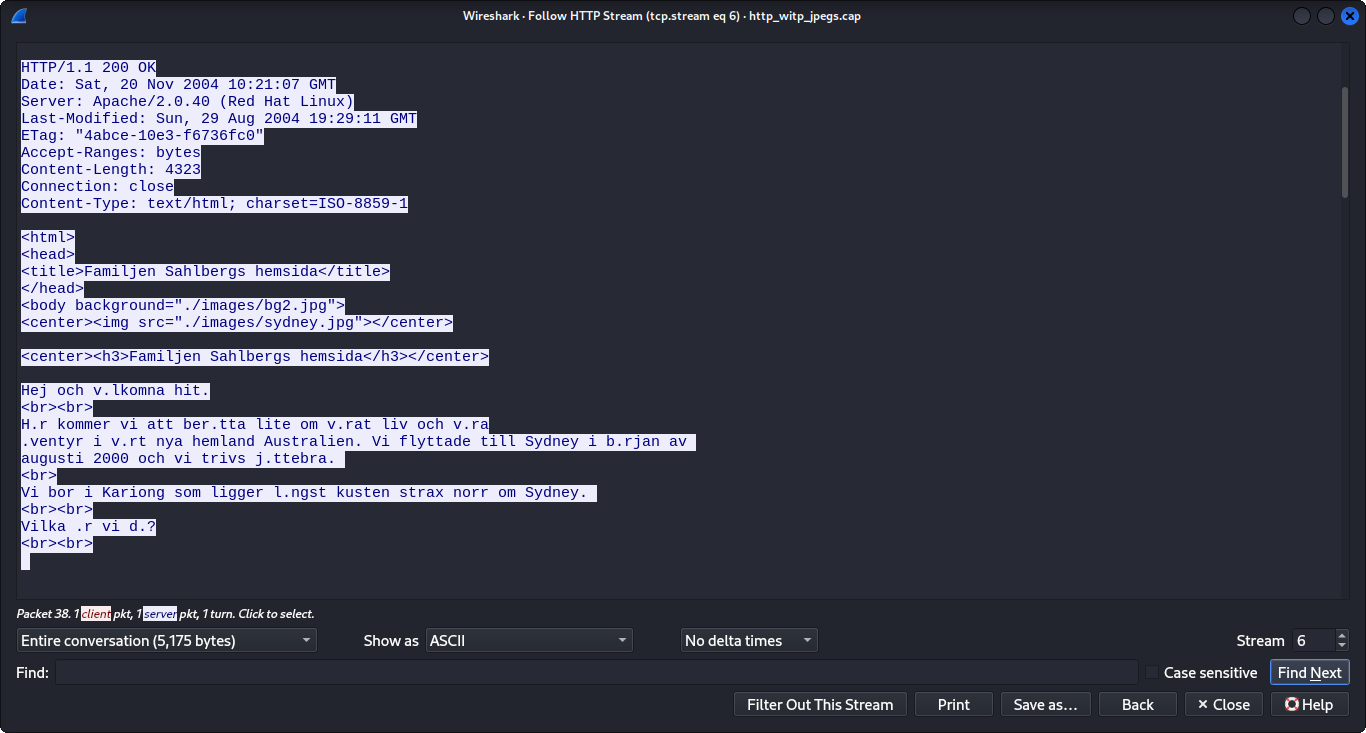 Wireshark · Follow HTTP Stream (tcp.stream eq 6) · http_witp_jpegs.cap
HTTP/1.1 200 OK
Date: Sat, 20 Nov 2004 10:21:07 GMT
Server: Apache/2.0.40 (Red Hat Linux)
Last-Modified: Sun, 29 Aug 2004 19:29:11 GMT
ETag: "4abce-10e3-f6736fc0"
Accept-Ranges: bytes
Content-Length: 4323
Connection: close
Content-Type: text/html; charset=ISO-8859-1
<html>
<head>
<title>Familjen Sahlbergs hemsida</title>
</head>
<body background="./images/bg2.jpg">
<center><img src="./images/sydney.jpg"></center>
<center><h3>Familjen Sahlbergs hemsida</h3></center>
Hej och v.lkomna hit.
<br><br>
H.r kommer vi att ber.tta lite om v.rat liv och v.ra
.ventyr i v.rt nya hemland Australien. Vi flyttade till Sydney i b.rjan av
augusti 2000 och vi trivs j.ttebra.
<br>
Vi bor i Kariong som ligger l.ngst kusten strax norr om Sydney.
<br><br>
Vilka .r vi d.?
<br><br>
Packet 38. 1 client pkt, 1 server pkt, 1 turn. Click to select.
Entire conversation (5,175 bytes) Show as ASCII No delta times Stream 6
Find: Case sensitive Find Next
Filter Out This Stream Print Save as… Back × Close Help